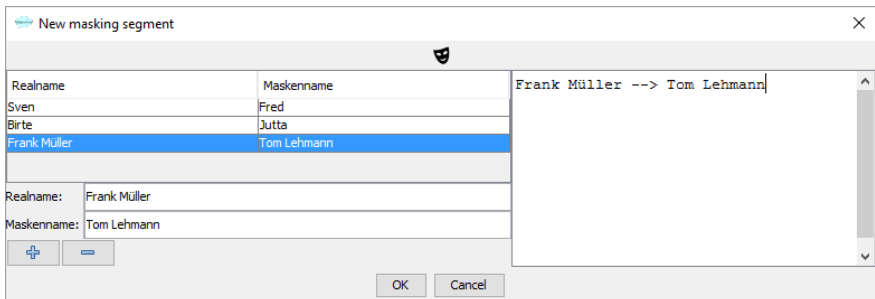 New masking segment
Realname Maskenname
Sven Fred
Birte Jutta
Frank Müller Tom Lehmann
Frank Müller --> Tom Lehmann
Realname: Frank Müller
Maskenname: Tom Lehmann
OK Cancel